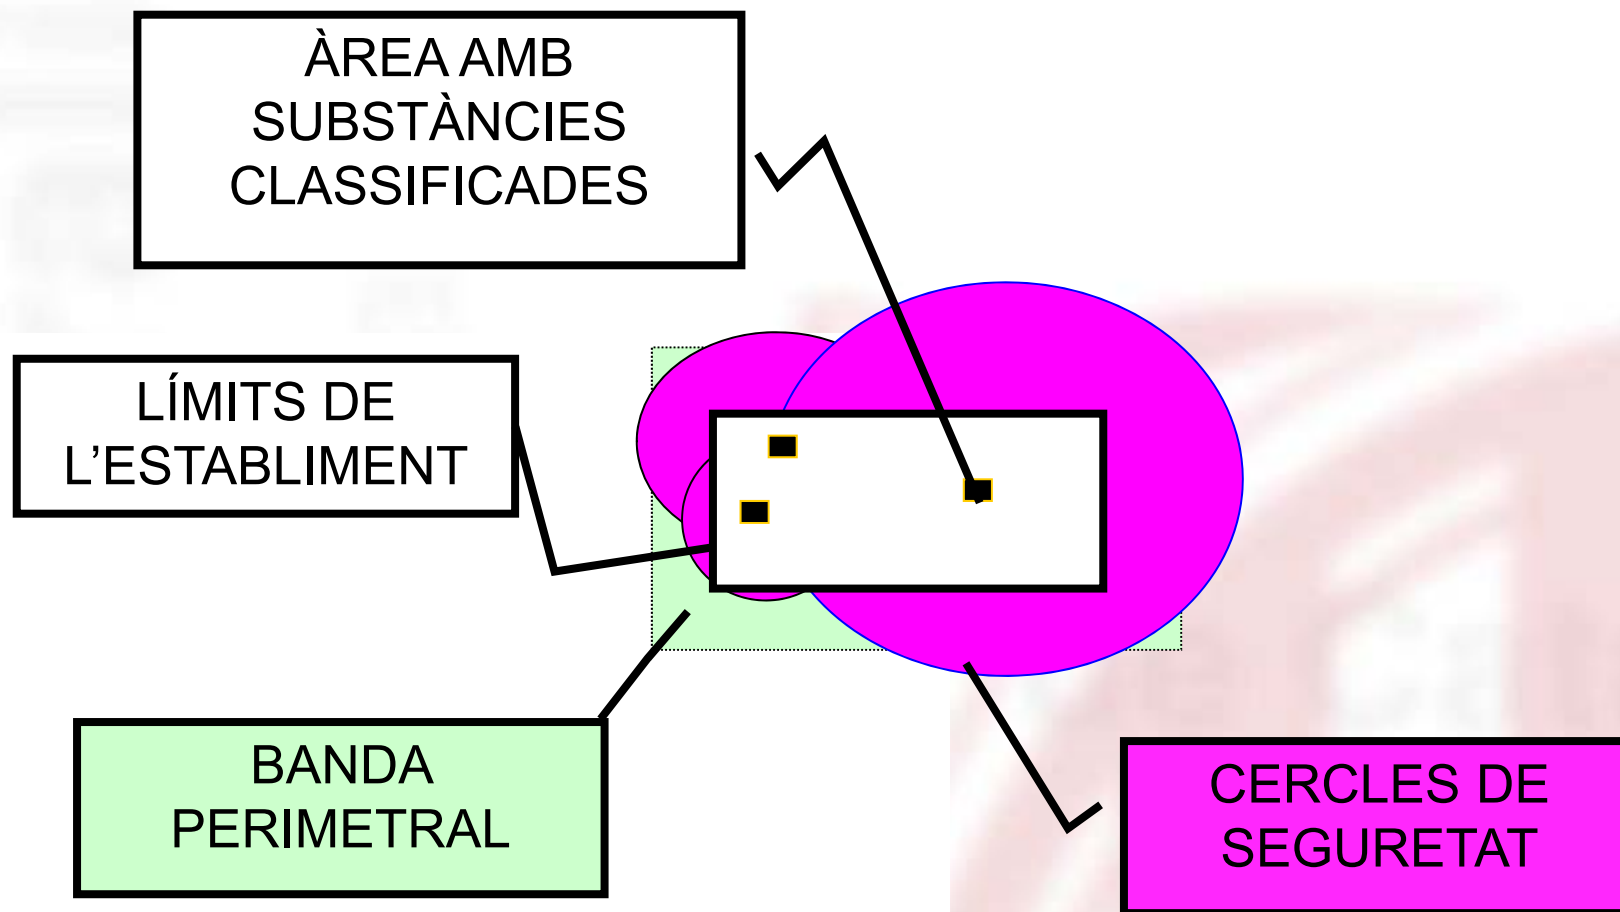 ÀREA AMB
SUBSTÀNCIES
CLASSIFICADES
LÍMITS DE
L’ESTABLIMENT
BANDA
PERIMETRAL
CERCLES DE
SEGURETAT